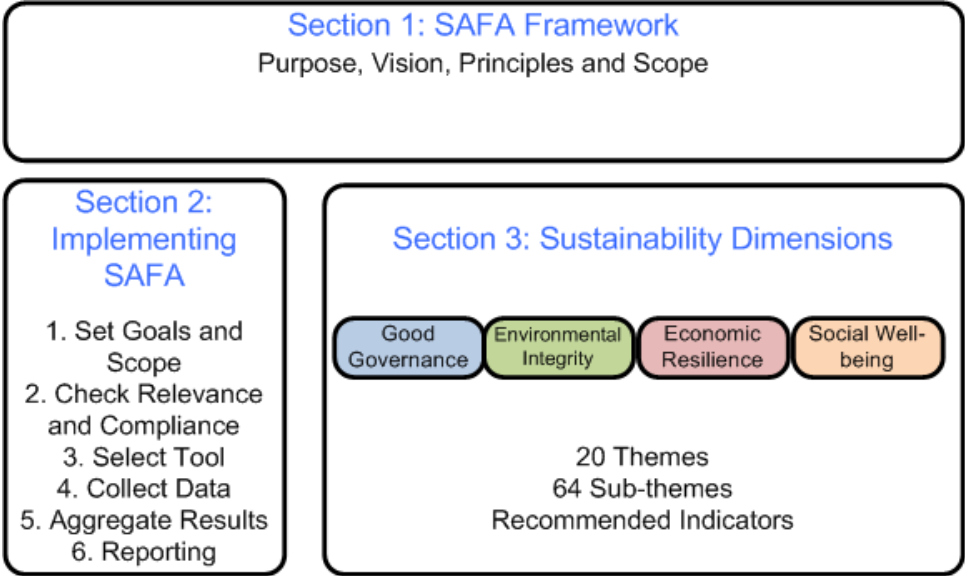 Section 1: SAFA Framework
Purpose, Vision, Principles and Scope
Section 2:
Implementing
SAFA
1. Set Goals and
Scope
2. Check Relevance
and Compliance
3. Select Tool
4. Collect Data
5. Aggregate Results
6. Reporting
Section 3: Sustainability Dimensions
Good
Governance
Environmental
Integrity
Economic
Resilience
Social Well-
being
20 Themes
64 Sub-themes
Recommended Indicators